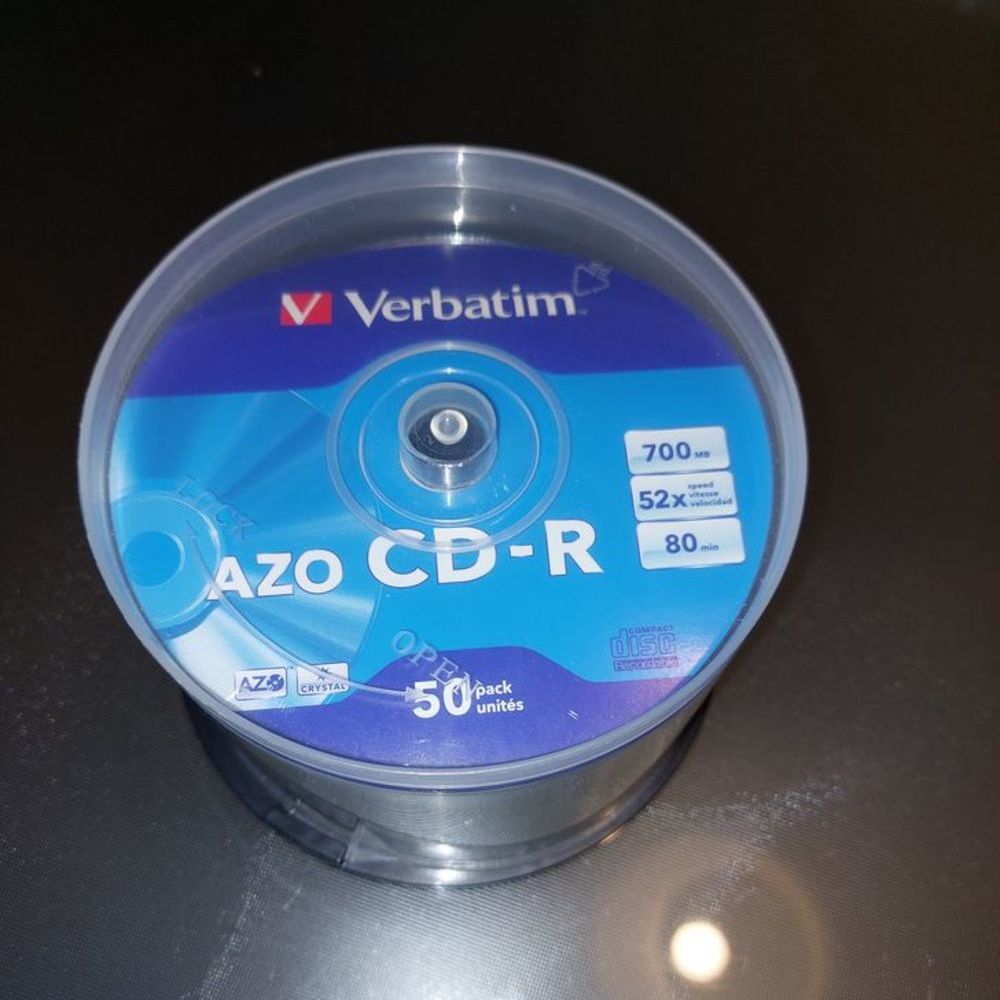 Verbatim™
700 MB
52x speed vitesse velocidad
80 min
LOCK
AZO CD-R
COMPACT
disc
Recordable
OPEN
AZO
CRYSTAL
50 pack unités